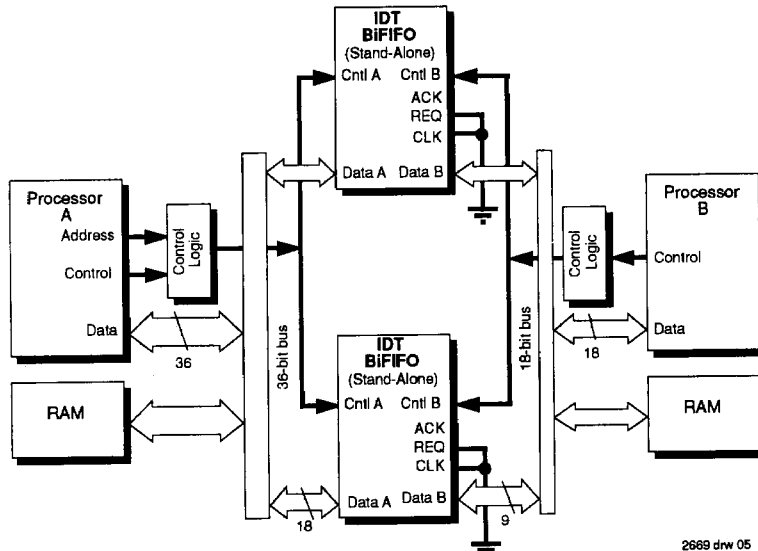 IDT
BiFIFO
(Stand-Alone)
Cntl A Cntl B
ACK
REQ
CLK
Data A Data B
Processor
A
Address
Control
Data
36
RAM
Control
Logic
36-bit bus
18-bit bus
Control
Logic
Processor
B
Control
Data
18
RAM
IDT
BiFIFO
(Stand-Alone)
Cntl A Cntl B
ACK
REQ
CLK
Data A Data B
18
9
2669 drw 05